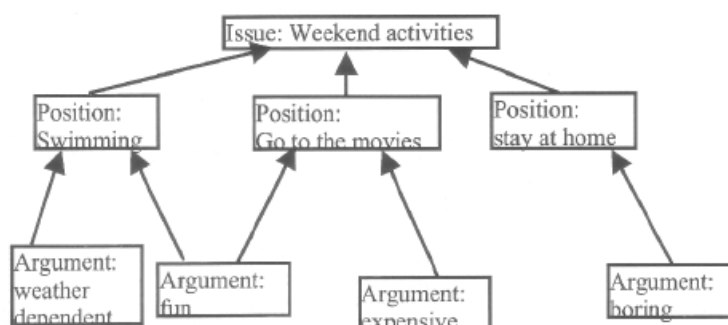 Issue: Weekend activities
Position:
Swimming
Position:
Go to the movies
Position:
stay at home
Argument:
weather
dependent
Argument:
fun
Argument:
expensive
Argument:
boring